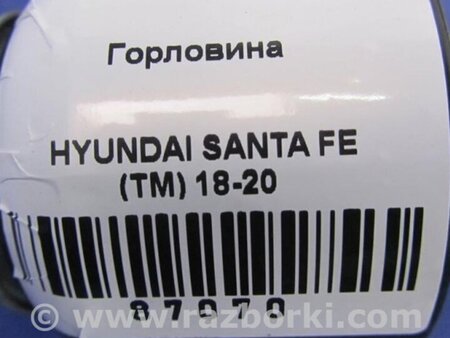 Горловина
HYUNDAI SANTA FE
(TM) 18-20
www.razborki.com